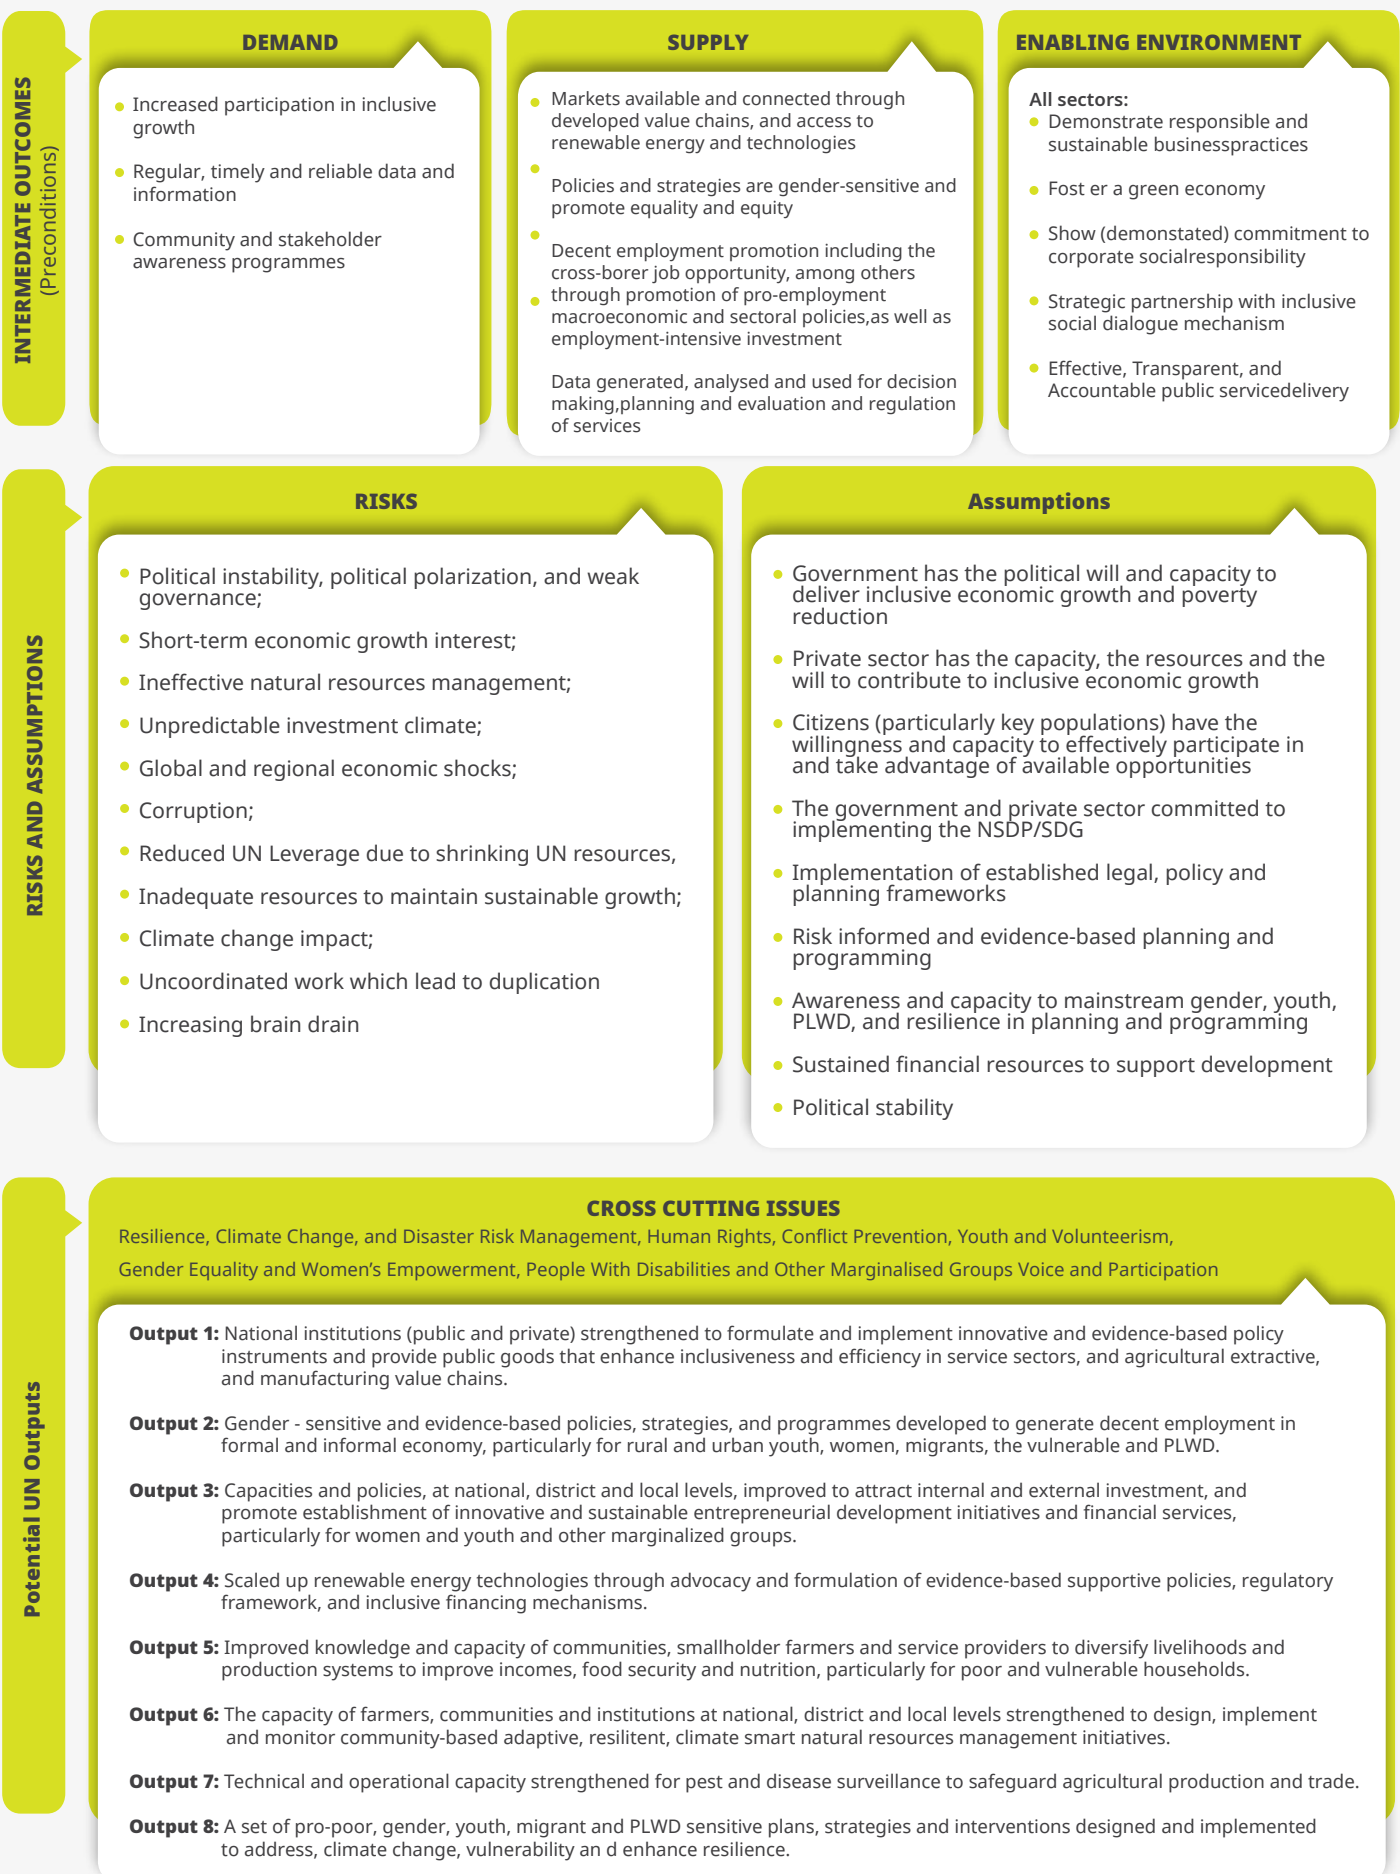 INTERMEDIATE OUTCOMES
(Preconditions)
DEMAND
Increased participation in inclusive
growth
Regular, timely and reliable data and
information
Community and stakeholder
awareness programmes
SUPPLY
Markets available and connected through
developed value chains, and access to
renewable energy and technologies
Policies and strategies are gender-sensitive and
promote equality and equity
Decent employment promotion including the
cross-borer job opportunity, among others
through promotion of pro-employment
macroeconomic and sectoral policies,as well as
employment-intensive investment
Data generated, analysed and used for decision
making,planning and evaluation and regulation
of services
ENABLING ENVIRONMENT
All sectors:
Demonstrate responsible and
sustainable businesspractices
Fost er a green economy
Show (demonstated) commitment to
corporate socialresponsibility
Strategic partnership with inclusive
social dialogue mechanism
Effective, Transparent, and
Accountable public servicedelivery
RISKS AND ASSUMPTIONS
RISKS
Political instability, political polarization, and weak
governance;
Short-term economic growth interest;
Ineffective natural resources management;
Unpredictable investment climate;
Global and regional economic shocks;
Corruption;
Reduced UN Leverage due to shrinking UN resources,
Inadequate resources to maintain sustainable growth;
Climate change impact;
Uncoordinated work which lead to duplication
Increasing brain drain
Assumptions
Government has the political will and capacity to
deliver inclusive economic growth and poverty
reduction
Private sector has the capacity, the resources and the
will to contribute to inclusive economic growth
Citizens (particularly key populations) have the
willingness and capacity to effectively participate in
and take advantage of available opportunities
The government and private sector committed to
implementing the NSDP/SDG
Implementation of established legal, policy and
planning frameworks
Risk informed and evidence-based planning and
programming
Awareness and capacity to mainstream gender, youth,
PLWD, and resilience in planning and programming
Sustained financial resources to support development
Political stability
Potential UN Outputs
CROSS CUTTING ISSUES
Resilience, Climate Change, and Disaster Risk Management, Human Rights, Conflict Prevention, Youth and Volunteerism,
Gender Equality and Women's Empowerment, People With Disabilities and Other Marginalised Groups Voice and Participation
Output 1: National institutions (public and private) strengthened to formulate and implement innovative and evidence-based policy
instruments and provide public goods that enhance inclusiveness and efficiency in service sectors, and agricultural extractive,
and manufacturing value chains.
Output 2: Gender - sensitive and evidence-based policies, strategies, and programmes developed to generate decent employment in
formal and informal economy, particularly for rural and urban youth, women, migrants, the vulnerable and PLWD.
Output 3: Capacities and policies, at national, district and local levels, improved to attract internal and external investment, and
promote establishment of innovative and sustainable entrepreneurial development initiatives and financial services,
particularly for women and youth and other marginalized groups.
Output 4: Scaled up renewable energy technologies through advocacy and formulation of evidence-based supportive policies, regulatory
framework, and inclusive financing mechanisms.
Output 5: Improved knowledge and capacity of communities, smallholder farmers and service providers to diversify livelihoods and
production systems to improve incomes, food security and nutrition, particularly for poor and vulnerable households.
Output 6: The capacity of farmers, communities and institutions at national, district and local levels strengthened to design, implement
and monitor community-based adaptive, resilitent, climate smart natural resources management initiatives.
Output 7: Technical and operational capacity strengthened for pest and disease surveillance to safeguard agricultural production and trade.
Output 8: A set of pro-poor, gender, youth, migrant and PLWD sensitive plans, strategies and interventions designed and implemented
to address, climate change, vulnerability an d enhance resilience.